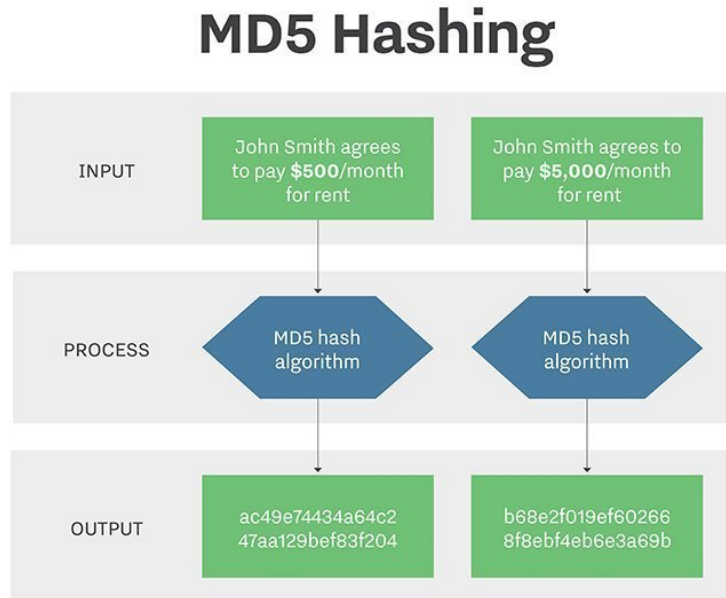 MD5 Hashing
INPUT
John Smith agrees
to pay $500/month
for rent
John Smith agrees to
pay $5,000/month
for rent
PROCESS
MD5 hash
algorithm
MD5 hash
algorithm
OUTPUT
ac49e74434a64c2
47aa129bef83f204
b68e2f019ef60266
8f8ebf4eb6e3a69b